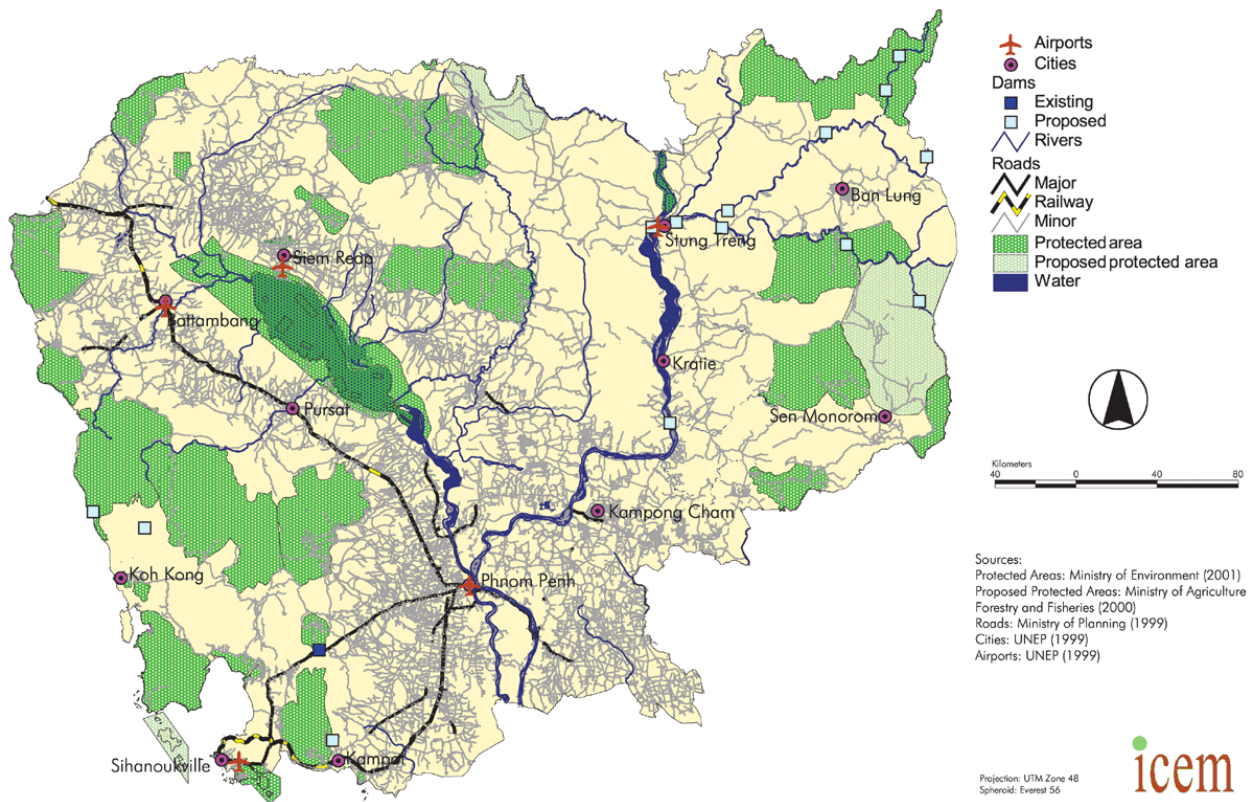 Airports
Cities
Dams
Existing
Proposed
Rivers
Roads
Major
Railway
Minor
Protected area
Proposed protected area
Water
Ban Lung
Stung Treng
Siem Reap
Battambang
Kratie
Pursat
Sen Monorom
Kampong Cham
Koh Kong
Phnom Penh
Sihanoukville
Kampot
Kilometers
40 0 40 80
Sources:
Protected Areas: Ministry of Environment (2001)
Proposed Protected Areas: Ministry of Agriculture
Forestry and Fisheries (2000)
Roads: Ministry of Planning (1999)
Cities: UNEP (1999)
Airports: UNEP (1999)
Projection: UTM Zone 48
Spheroid: Everest 56
icem